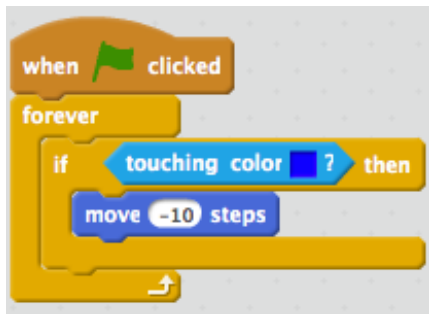 when clicked
forever
if touching color ? then
move -10 steps